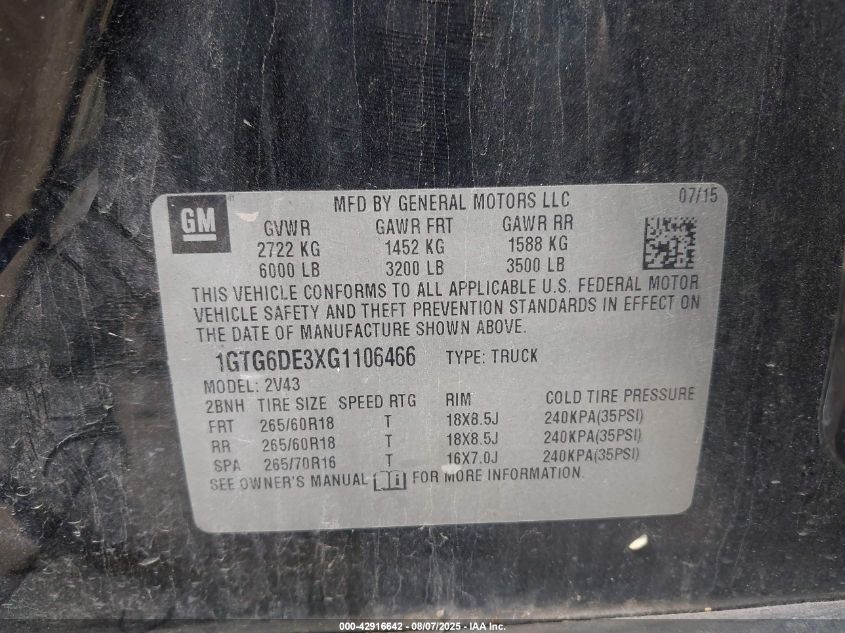 MFD BY GENERAL MOTORS LLC 07/15
GM
GVWR GAWR FRT GAWR RR
2722 KG 1452 KG 1588 KG
6000 LB 3200 LB 3500 LB
THIS VEHICLE CONFORMS TO ALL APPLICABLE U.S. FEDERAL MOTOR
VEHICLE SAFETY AND THEFT PREVENTION STANDARDS IN EFFECT ON
THE DATE OF MANUFACTURE SHOWN ABOVE.
1GTG6DE3XG1106466 TYPE: TRUCK
MODEL: 2V43
2BNH TIRE SIZE SPEED RTG RIM COLD TIRE PRESSURE
FRT 265/60R18 T 18X8.5J 240KPA(35PSI)
RR 265/60R18 T 18X8.5J 240KPA(35PSI)
SPA 265/70R16 T 16X7.0J 240KPA(35PSI)
SEE OWNER'S MANUAL FOR MORE INFORMATION.
000-42916642 - 08/07/2025 - IAA Inc.